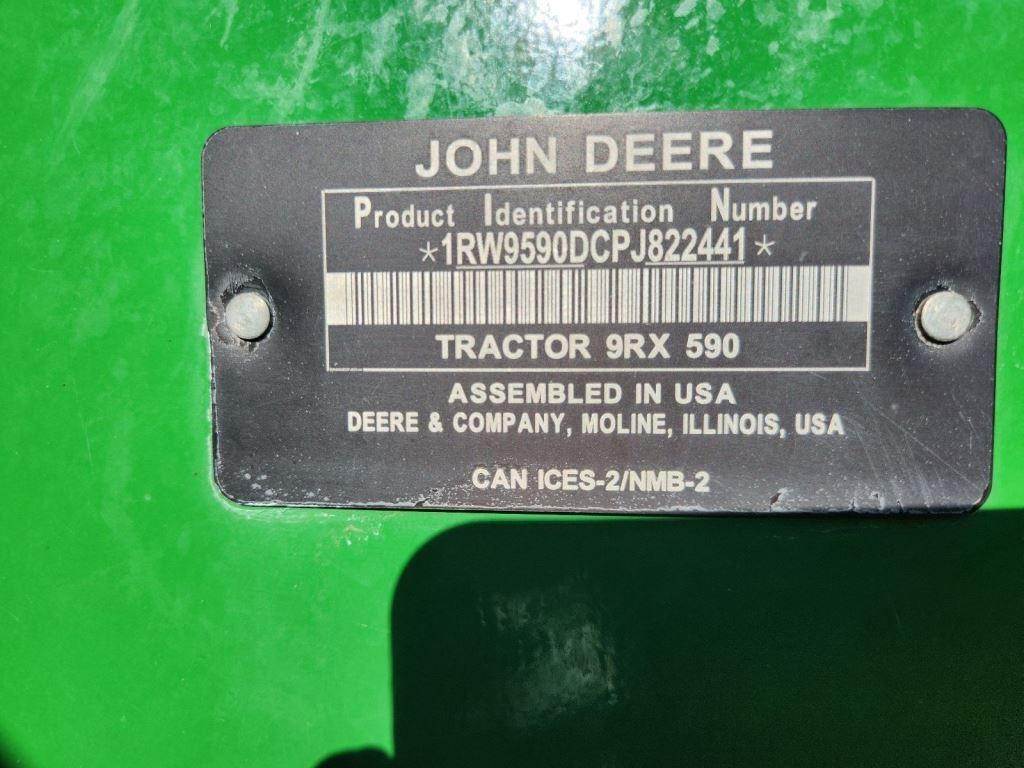 JOHN DEERE
Product Identification Number
*1RW9590DCPJ822441*
TRACTOR 9RX 590
ASSEMBLED IN USA
DEERE & COMPANY, MOLINE, ILLINOIS, USA
CAN ICES-2/NMB-2